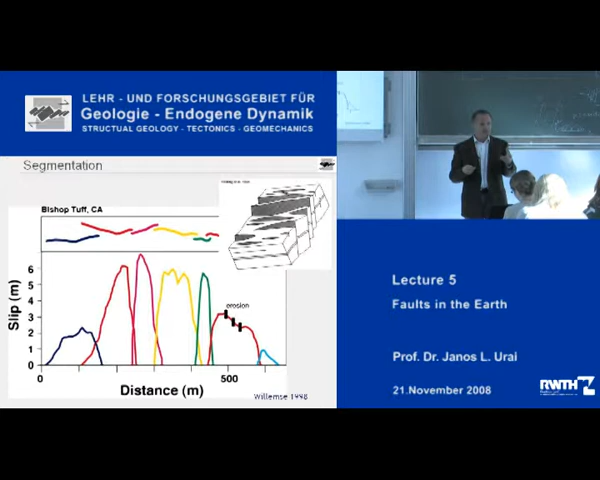 LEHR - UND FORSCHUNGSGEBIET FÜR
Geologie - Endogene Dynamik
STRUCTUAL GEOLOGY - TECTONICS - GEOMECHANICS
Segmentation
Bishop Tuff, CA
6
5
4
3
2
1
0
Slip (m)
erosion
0
500
Distance (m)
Willemse 1998
Lecture 5
Faults in the Earth
Prof. Dr. Janos L. Urai
21.November 2008
RWTH